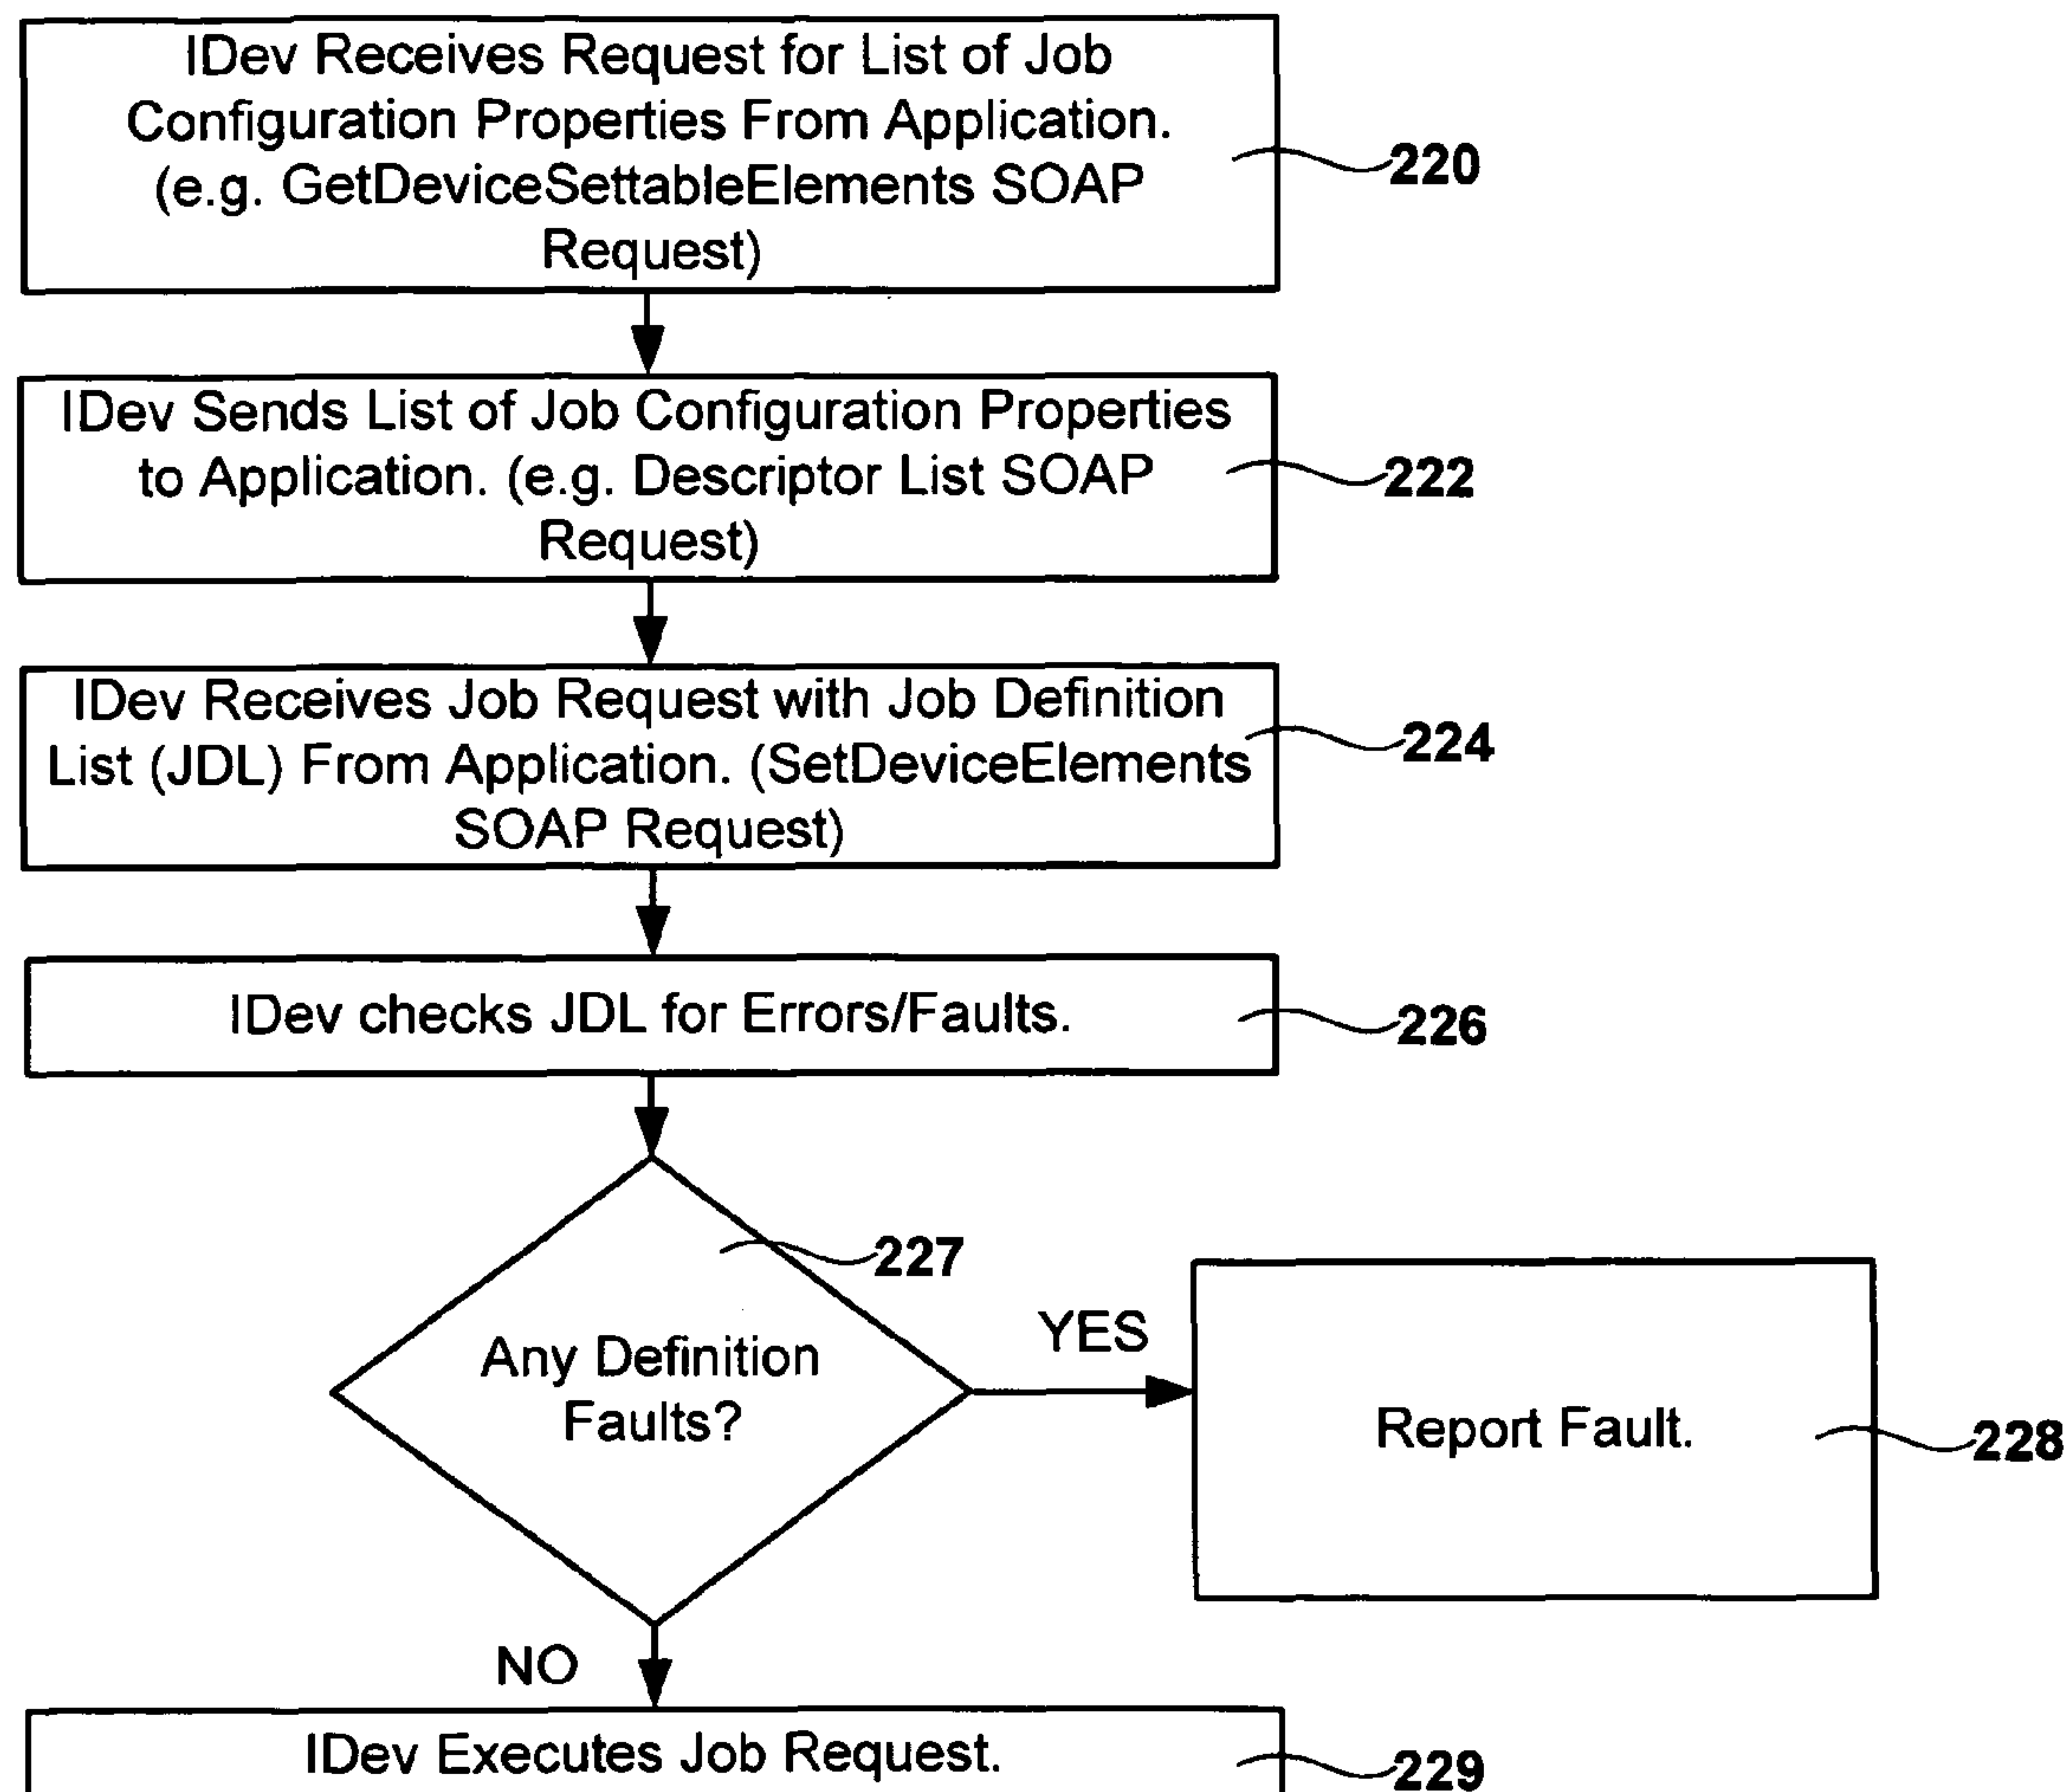 IDev Receives Request for List of Job
Configuration Properties From Application.
(e.g. GetDeviceSettableElements SOAP
Request)
220
IDev Sends List of Job Configuration Properties
to Application. (e.g. Descriptor List SOAP
Request)
222
IDev Receives Job Request with Job Definition
List (JDL) From Application. (SetDeviceElements
SOAP Request)
224
IDev checks JDL for Errors/Faults.
226
227
Any Definition
Faults?
YES
Report Fault.
228
NO
IDev Executes Job Request.
229